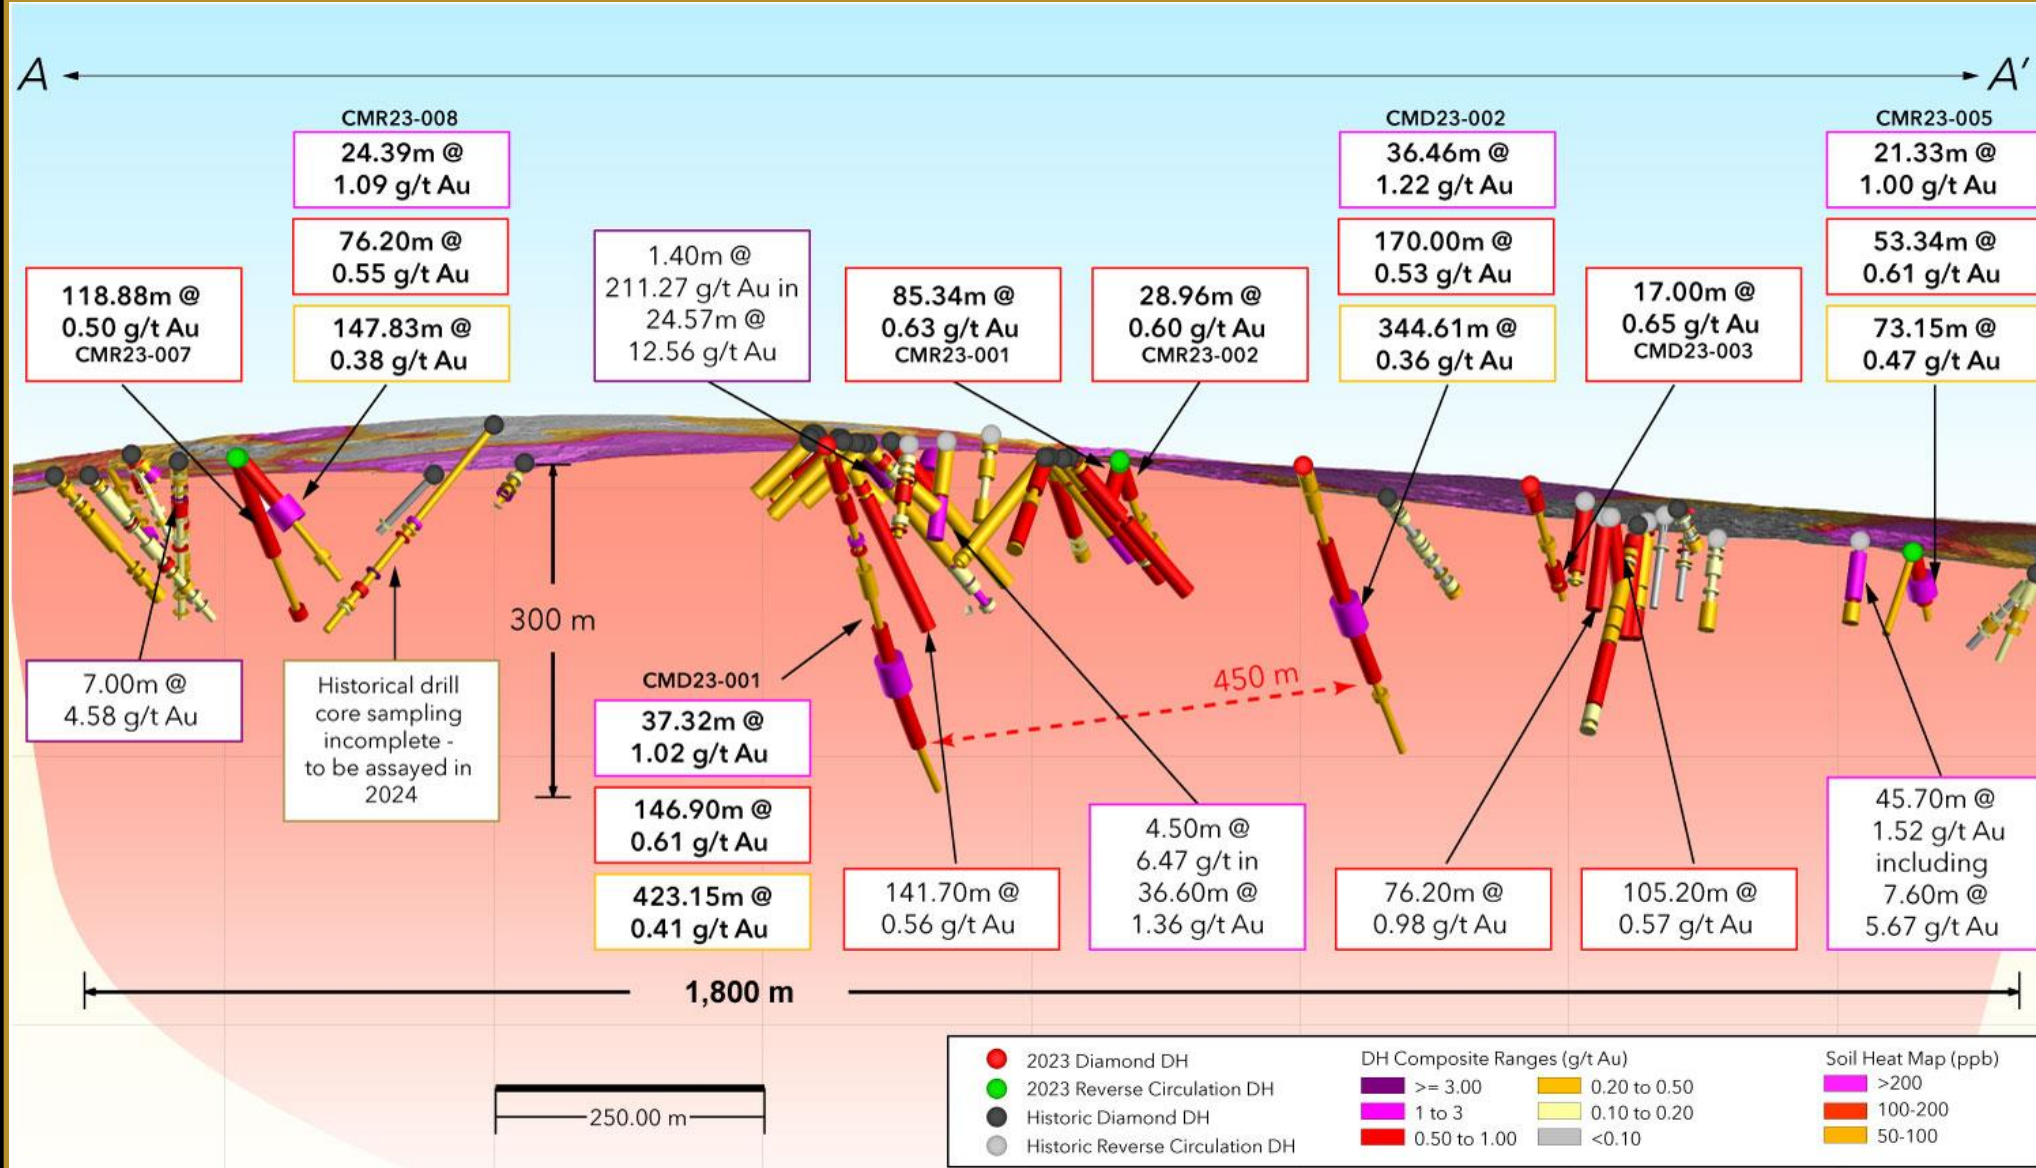 A
A'
CMR23-008
24.39m @
1.09 g/t Au
76.20m @
0.55 g/t Au
147.83m @
0.38 g/t Au
118.88m @
0.50 g/t Au
CMR23-007
1.40m @
211.27 g/t Au in
24.57m @
12.56 g/t Au
85.34m @
0.63 g/t Au
CMR23-001
28.96m @
0.60 g/t Au
CMR23-002
CMD23-002
36.46m @
1.22 g/t Au
170.00m @
0.53 g/t Au
344.61m @
0.36 g/t Au
17.00m @
0.65 g/t Au
CMD23-003
CMR23-005
21.33m @
1.00 g/t Au
53.34m @
0.61 g/t Au
73.15m @
0.47 g/t Au
300 m
450 m
7.00m @
4.58 g/t Au
Historical drill
core sampling
incomplete -
to be assayed in
2024
CMD23-001
37.32m @
1.02 g/t Au
146.90m @
0.61 g/t Au
423.15m @
0.41 g/t Au
141.70m @
0.56 g/t Au
4.50m @
6.47 g/t in
36.60m @
1.36 g/t Au
76.20m @
0.98 g/t Au
105.20m @
0.57 g/t Au
45.70m @
1.52 g/t Au
including
7.60m @
5.67 g/t Au
1,800 m
250.00 m
2023 Diamond DH
2023 Reverse Circulation DH
Historic Diamond DH
Historic Reverse Circulation DH
DH Composite Ranges (g/t Au)
>= 3.00
1 to 3
0.50 to 1.00
0.20 to 0.50
0.10 to 0.20
<0.10
Soil Heat Map (ppb)
>200
100-200
50-100